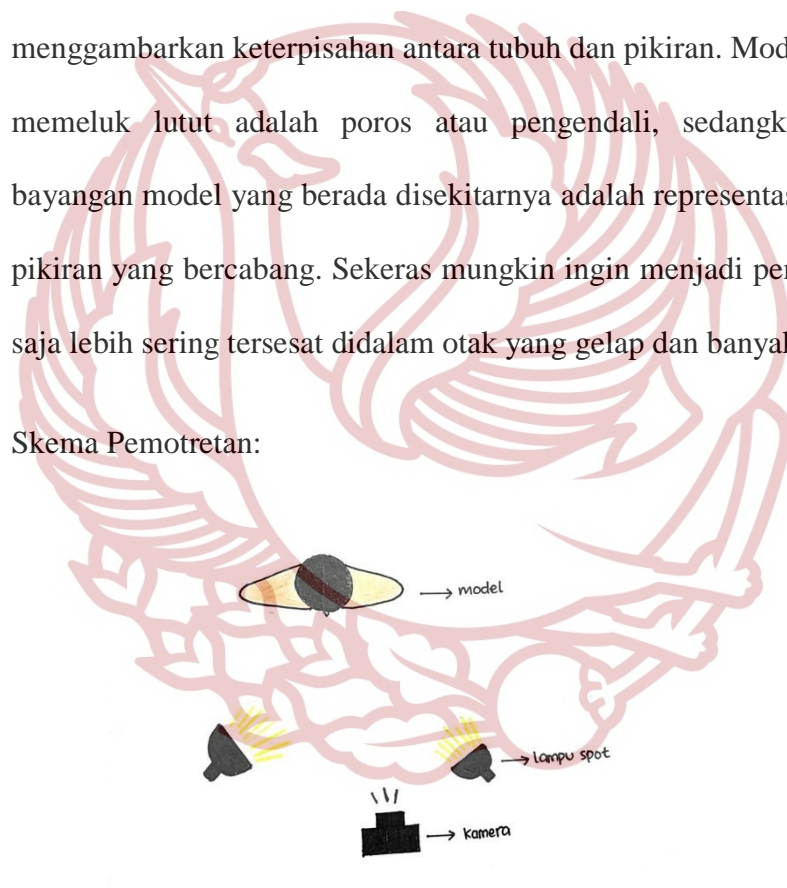 menggambarkan keterpisahan antara tubuh dan pikiran. Mod
memeluk lutut adalah poros atau pengendali, sedangk
bayangan model yang berada disekitarnya adalah representas
pikiran yang bercabang. Sekeras mungkin ingin menjadi pen
saja lebih sering tersesat didalam otak yang gelap dan banyak
Skema Pemotretan:
model
lampu spot
kamera